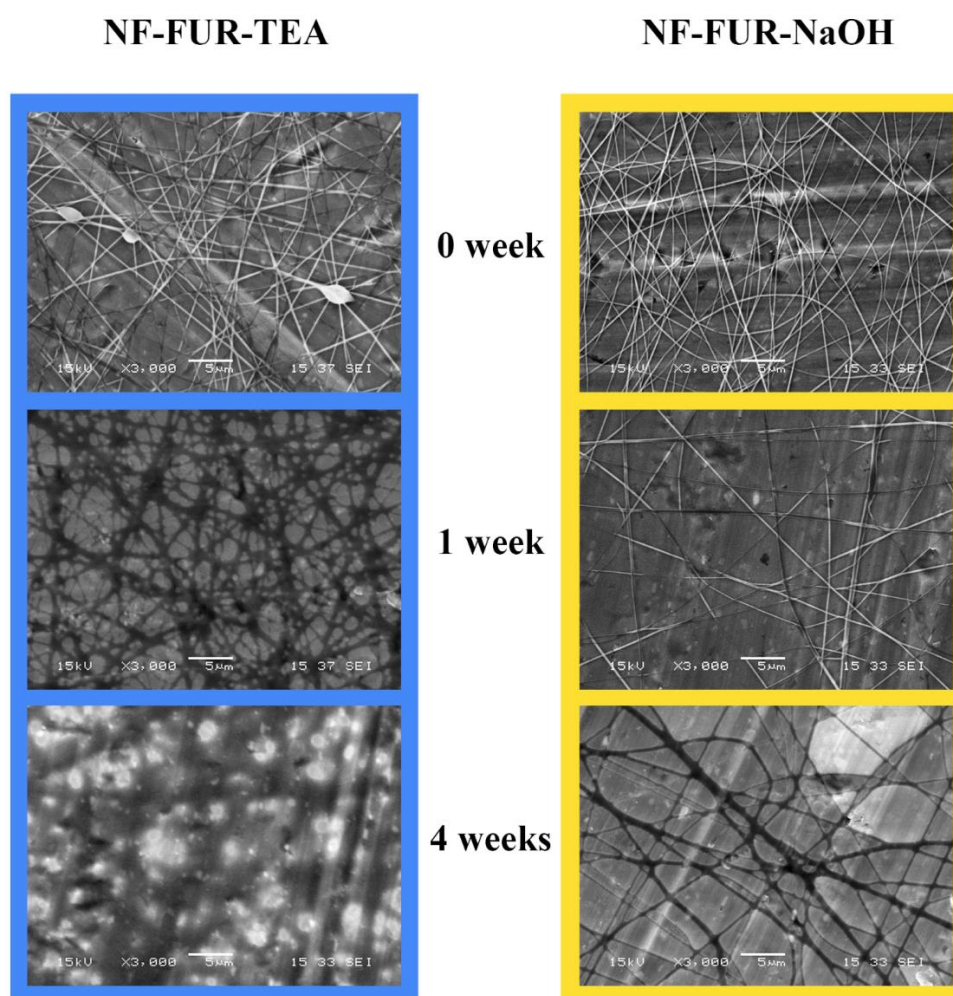 NF-FUR-TEA
NF-FUR-NaOH
15kV X3,000 5µm 15 37 SEI
0 week
15kV X3,000 5µm 15 33 SEI
15kV X3,000 5µm 15 37 SEI
1 week
15kV X3,000 5µm 15 33 SEI
15kV X3,000 5µm 15 33 SEI
4 weeks
15kV X3,000 5µm 15 33 SEI